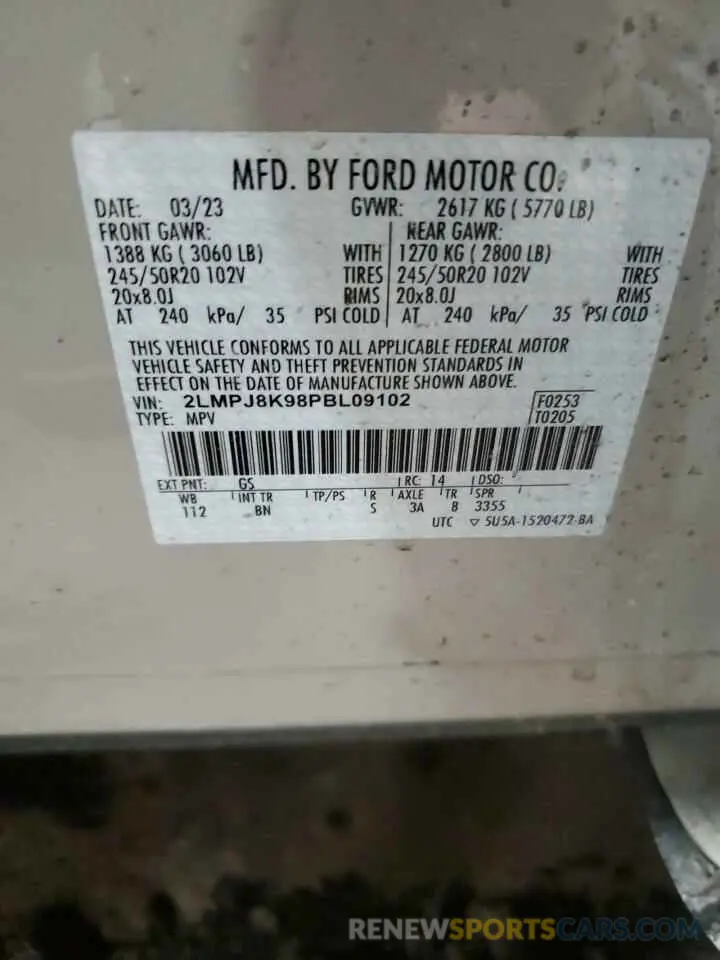 MFD. BY FORD MOTOR CO.
DATE: 03/23 GVWR: 2617 KG ( 5770 LB)
FRONT GAWR: REAR GAWR:
1388 KG ( 3060 LB) WITH 1270 KG ( 2800 LB) WITH
245/50R20 102V TIRES 245/50R20 102V TIRES
20x8.0J RIMS 20x8.0J RIMS
AT 240 kPa/ 35 PSI COLD AT 240 kPa/ 35 PSI COLD
THIS VEHICLE CONFORMS TO ALL APPLICABLE FEDERAL MOTOR
VEHICLE SAFETY AND THEFT PREVENTION STANDARDS IN
EFFECT ON THE DATE OF MANUFACTURE SHOWN ABOVE.
VIN: 2LMPJ8K98PBL09102 F0253
TYPE: MPV T0205
EXT PNT: GS RC: 14 DSO:
WB INT TR TP/PS R AXLE TR SPR
112 BN S 3A B 3355
UTC ▽ 5U5A-1520472-BA
RENEWSPORTSCARS.COM